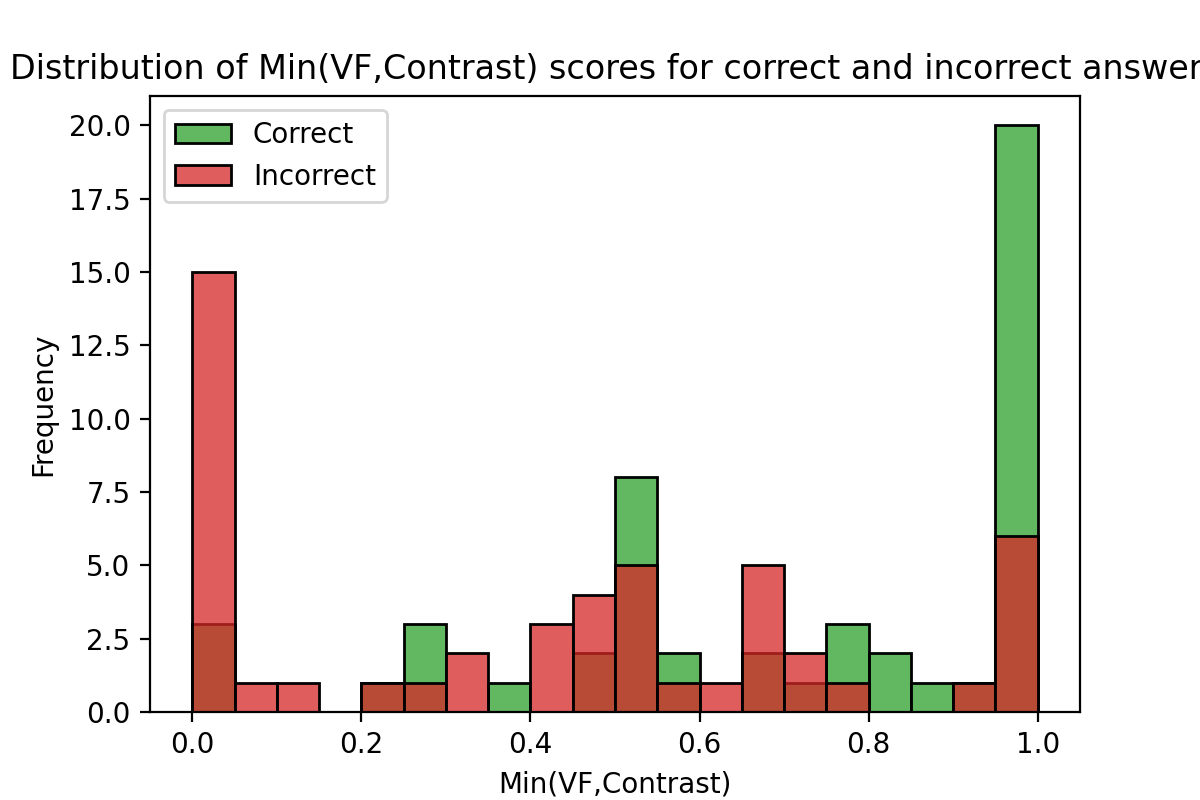 Distribution of Min(VF,Contrast) scores for correct and incorrect answer
Correct
Incorrect
20.0
17.5
15.0
12.5
10.0
7.5
5.0
2.5
0.0
Frequency
0.0 0.2 0.4 0.6 0.8 1.0
Min(VF,Contrast)